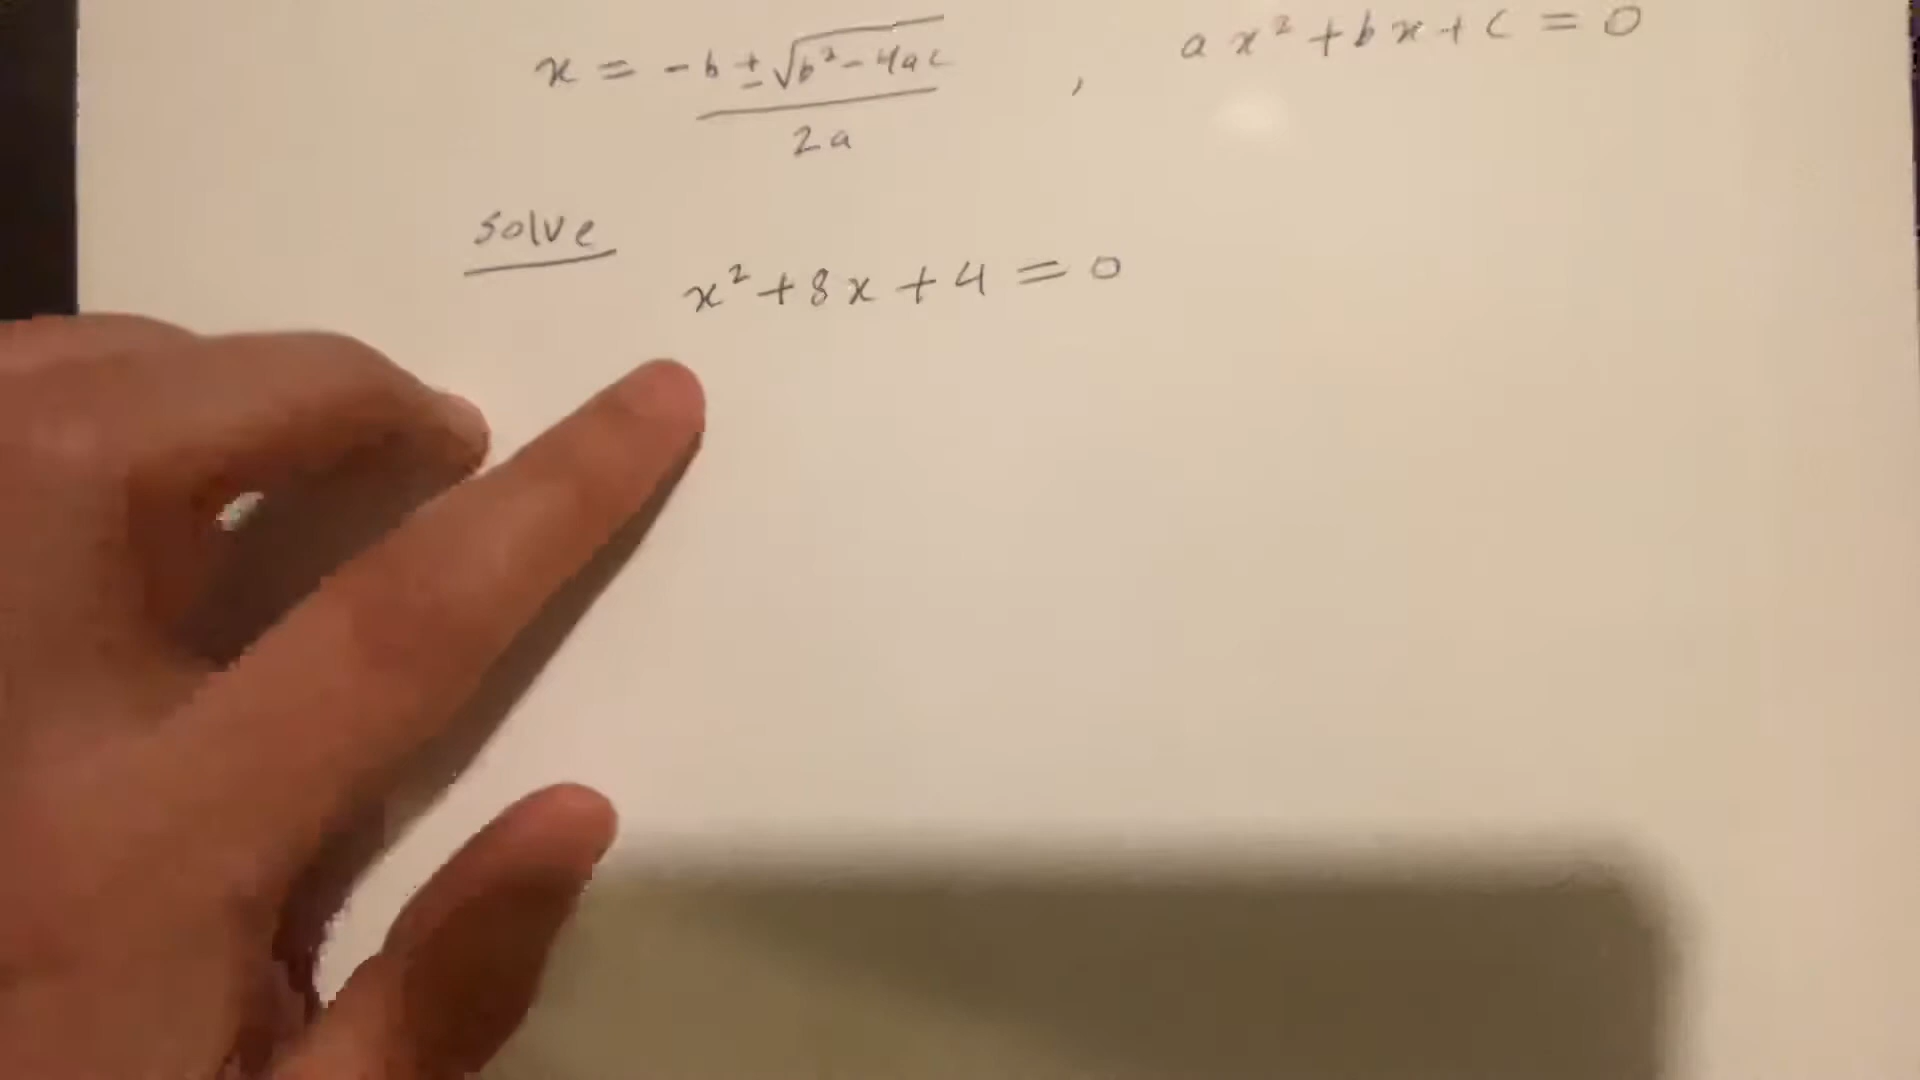 x = -b ± √b² - 4ac / 2a , ax² + bx + c = 0
solve
x² + 8x + 4 = 0